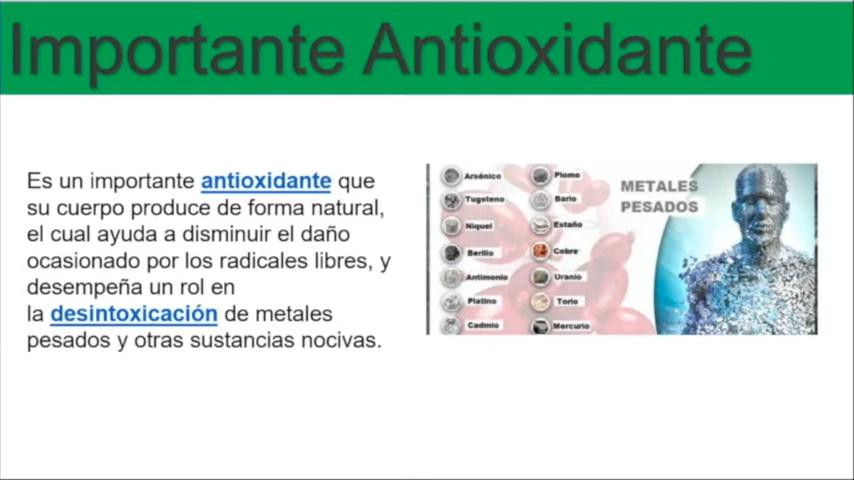 Importante Antioxidante
Es un importante antioxidante que
su cuerpo produce de forma natural,
el cual ayuda a disminuir el daño
ocasionado por los radicales libres, y
desempeña un rol en
la desintoxicación de metales
pesados y otras sustancias nocivas.
METALES
PESADOS
Arsénico
Tugsteno
Niquel
Berilio
Antimonio
Platino
Cadmio
Plomo
Bario
Estaño
Cobre
Uranio
Torio
Mercurio